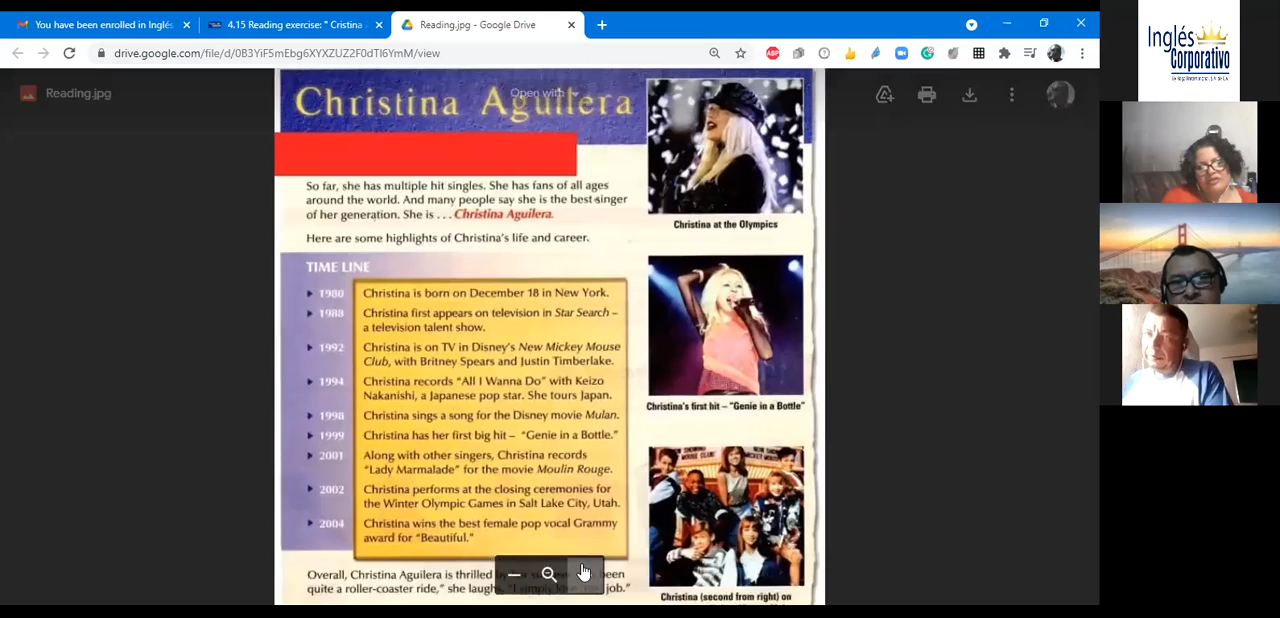 You have been enrolled in Inglés
4.15 Reading exercise: " Cristina
Reading.jpg - Google Drive
drive.google.com/file/d/0B3YiF5mEbg6XYXZUZ2F0dTI6YmM/view
Reading.jpg
Open with
Christina Aguilera
So far, she has multiple hit singles. She has fans of all ages
around the world. And many people say she is the best singer
of her generation. She is . . . Christina Aguilera.
Here are some highlights of Christina's life and career.
TIME LINE
1980 Christina is born on December 18 in New York.
1988 Christina first appears on television in Star Search –
a television talent show.
1992 Christina is on TV in Disney's New Mickey Mouse
Club, with Britney Spears and Justin Timberlake.
1994 Christina records "All I Wanna Do" with Keizo
Nakanishi, a Japanese pop star. She tours Japan.
1998 Christina sings a song for the Disney movie Mulan.
1999 Christina has her first big hit – "Genie in a Bottle."
2001 Along with other singers, Christina records
"Lady Marmalade" for the movie Moulin Rouge.
2002 Christina performs at the closing ceremonies for
the Winter Olympic Games in Salt Lake City, Utah.
2004 Christina wins the best female pop vocal Grammy
award for "Beautiful."
Overall, Christina Aguilera is thrilled been
quite a roller-coaster ride," she laughs. "I simply job."
Christina at the Olympics
Christina's first hit – "Genie in a Bottle"
Christina (second from right) on
Inglés
Corporativo